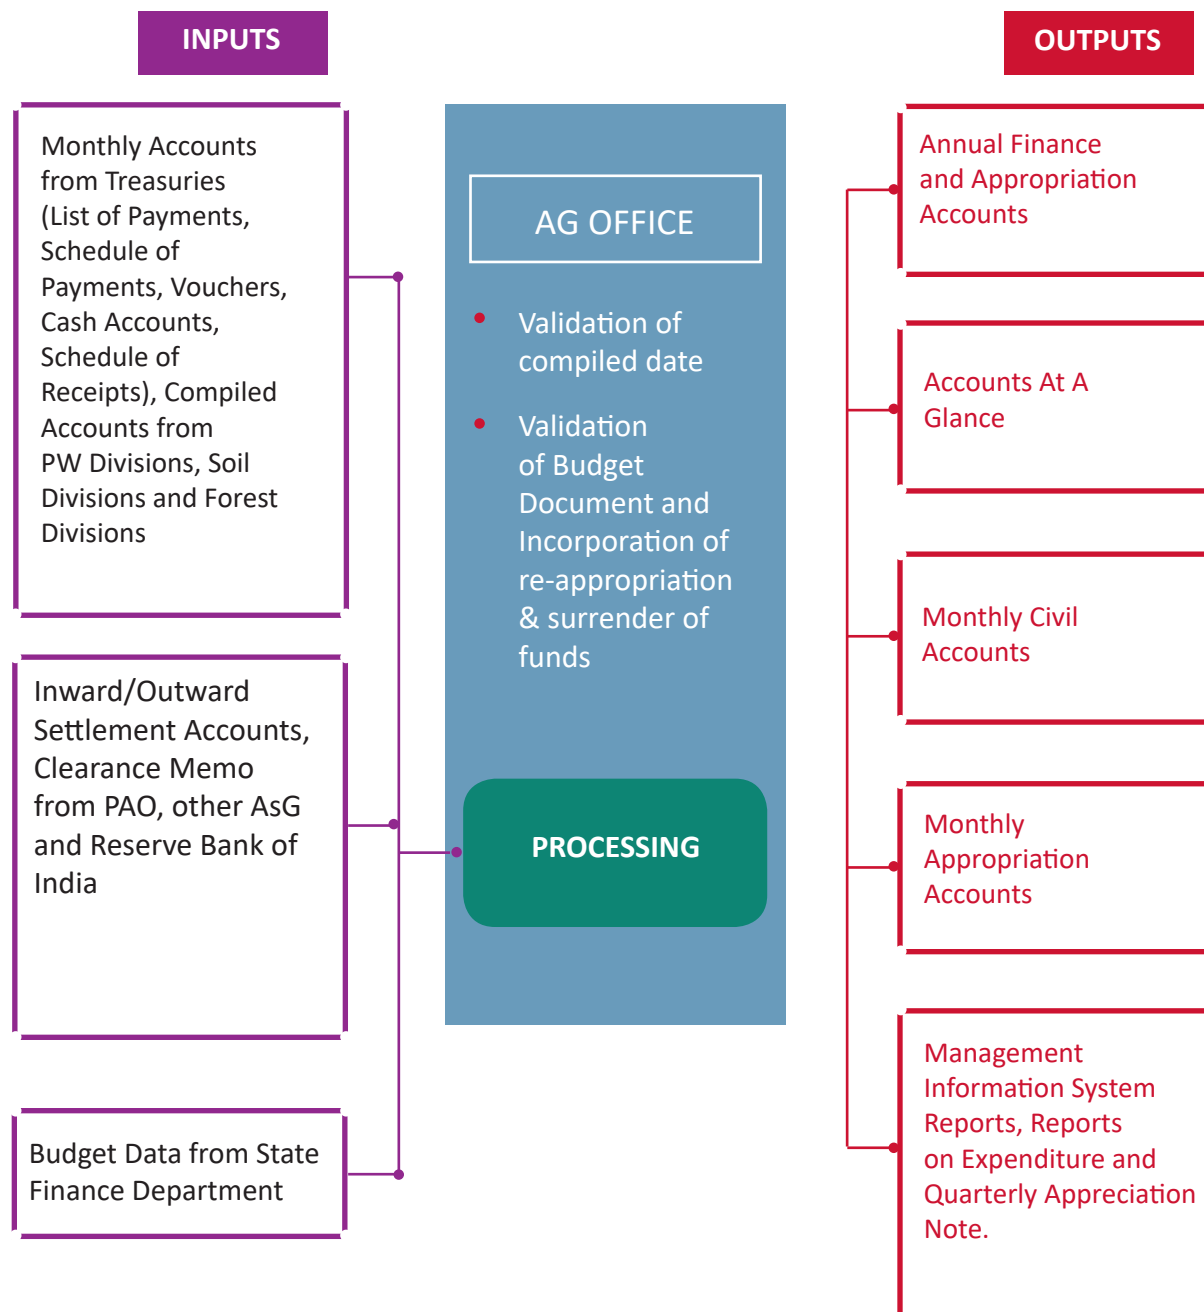 INPUTS
Monthly Accounts
from Treasuries
(List of Payments,
Schedule of
Payments, Vouchers,
Cash Accounts,
Schedule of
Receipts), Compiled
Accounts from
PW Divisions, Soil
Divisions and Forest
Divisions
Inward/Outward
Settlement Accounts,
Clearance Memo
from PAO, other AsG
and Reserve Bank of
India
Budget Data from State
Finance Department
AG OFFICE
• Validation of
compiled date
• Validation
of Budget
Document and
Incorporation of
re-appropriation
& surrender of
funds
PROCESSING
OUTPUTS
Annual Finance
and Appropriation
Accounts
Accounts At A
Glance
Monthly Civil
Accounts
Monthly
Appropriation
Accounts
Management
Information System
Reports, Reports
on Expenditure and
Quarterly Appreciation
Note.